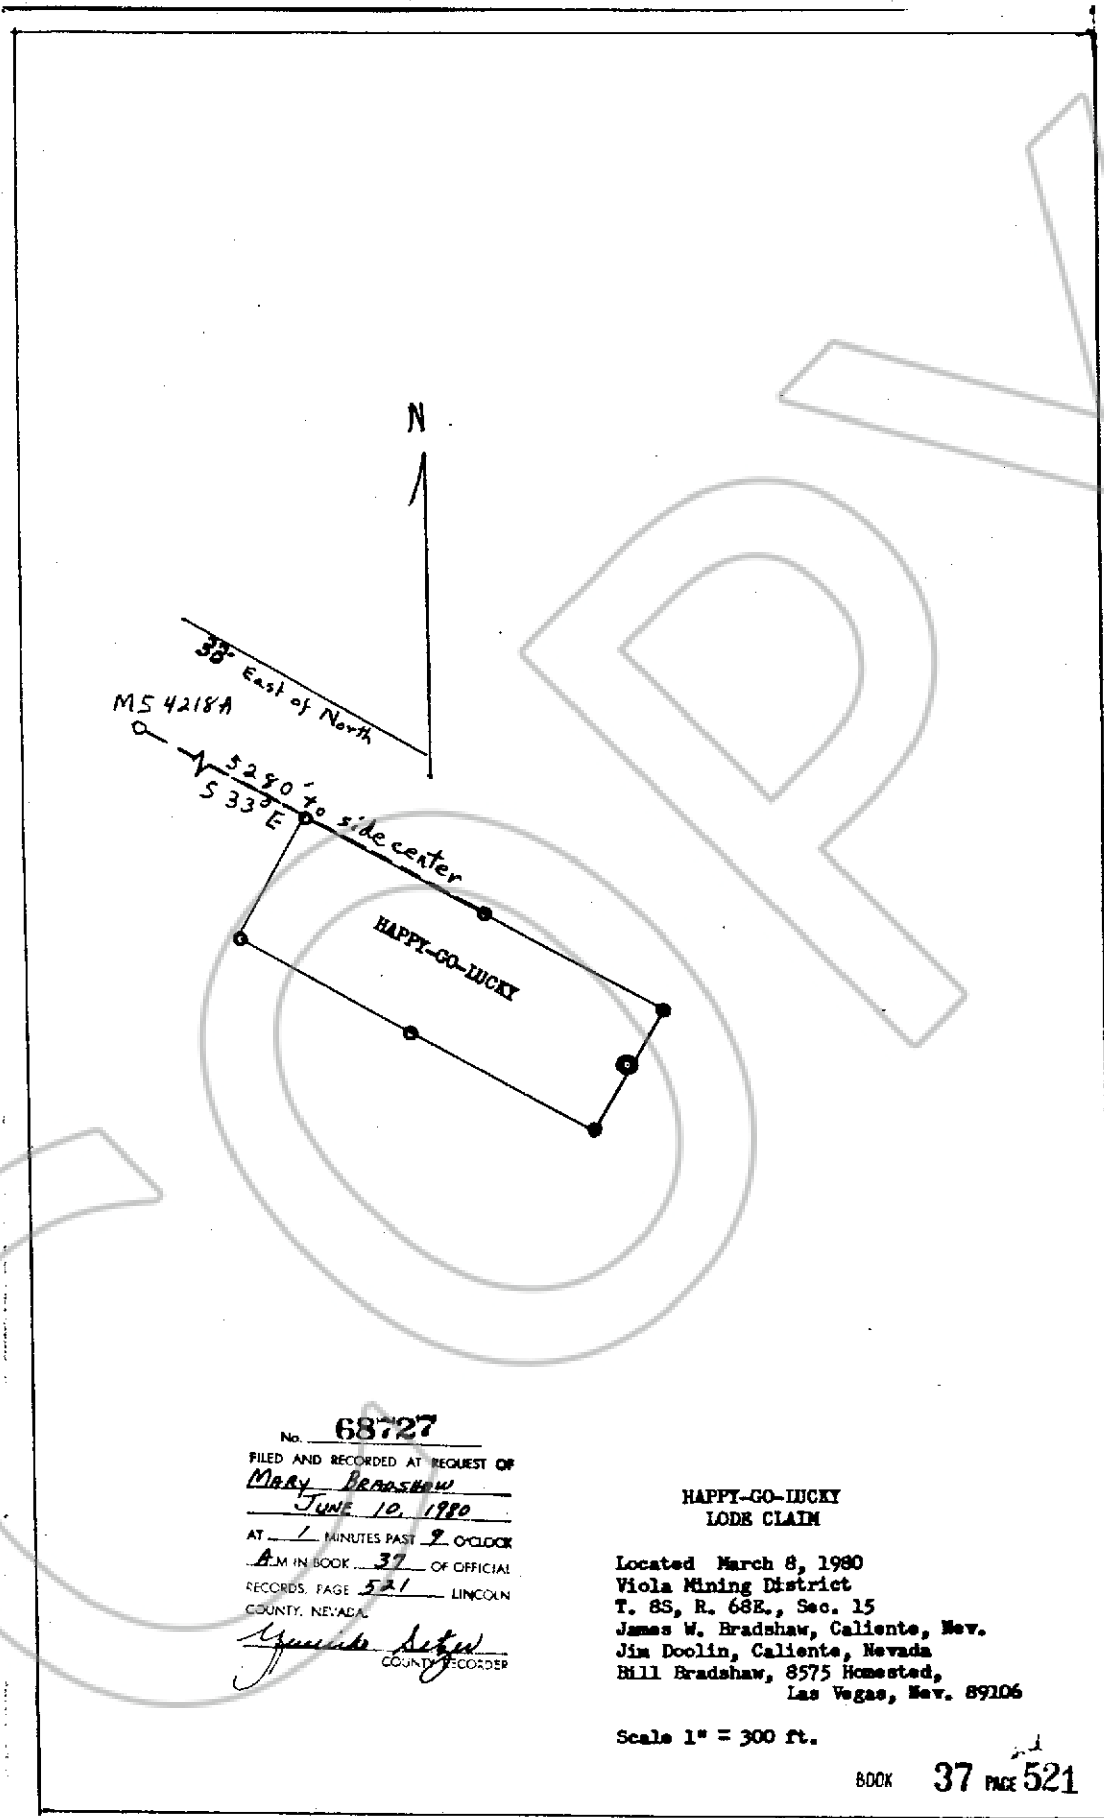 N
East of North
MS 4218A
5280' to side center
S 33° E
HAPPY-GO-LUCKY
No. 68727
FILED AND RECORDED AT REQUEST OF
MARY BRADSHAW
JUNE 10, 1980
AT 1 MINUTES PAST 9 O'CLOCK
A M IN BOOK 37 OF OFFICIAL
RECORDS, PAGE 521 LINCOLN
COUNTY, NEVADA.
COUNTY RECORDER
HAPPY-GO-LUCKY
LODE CLAIM
Located March 8, 1980
Viola Mining District
T. 8S, R. 68E., Sec. 15
James W. Bradshaw, Caliente, Nev.
Jim Doolin, Caliente, Nevada
Bill Bradshaw, 8575 Homested,
Las Vegas, Nev. 89106
Scale 1" = 300 ft.
BOOK 37 PAGE 521
COPY